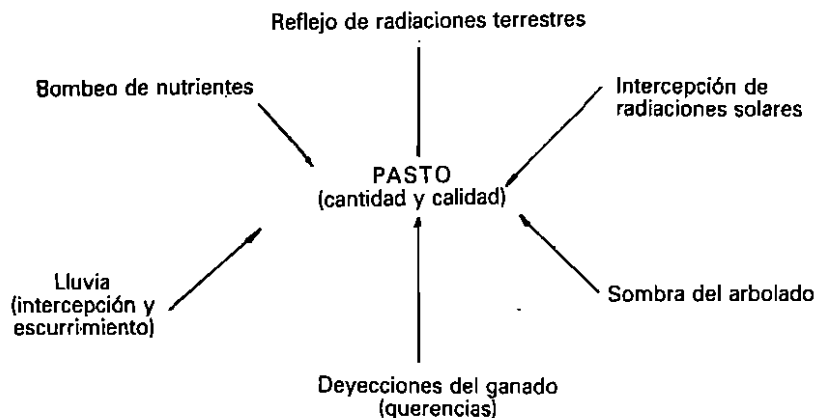 Reflejo de radiaciones terrestres
Bombeo de nutrientes
Intercepción de
radiaciones solares
PASTO
(cantidad y calidad)
Lluvia
(intercepción y
escurrimiento)
Sombra del arbolado
Deyecciones del ganado
(querencias)